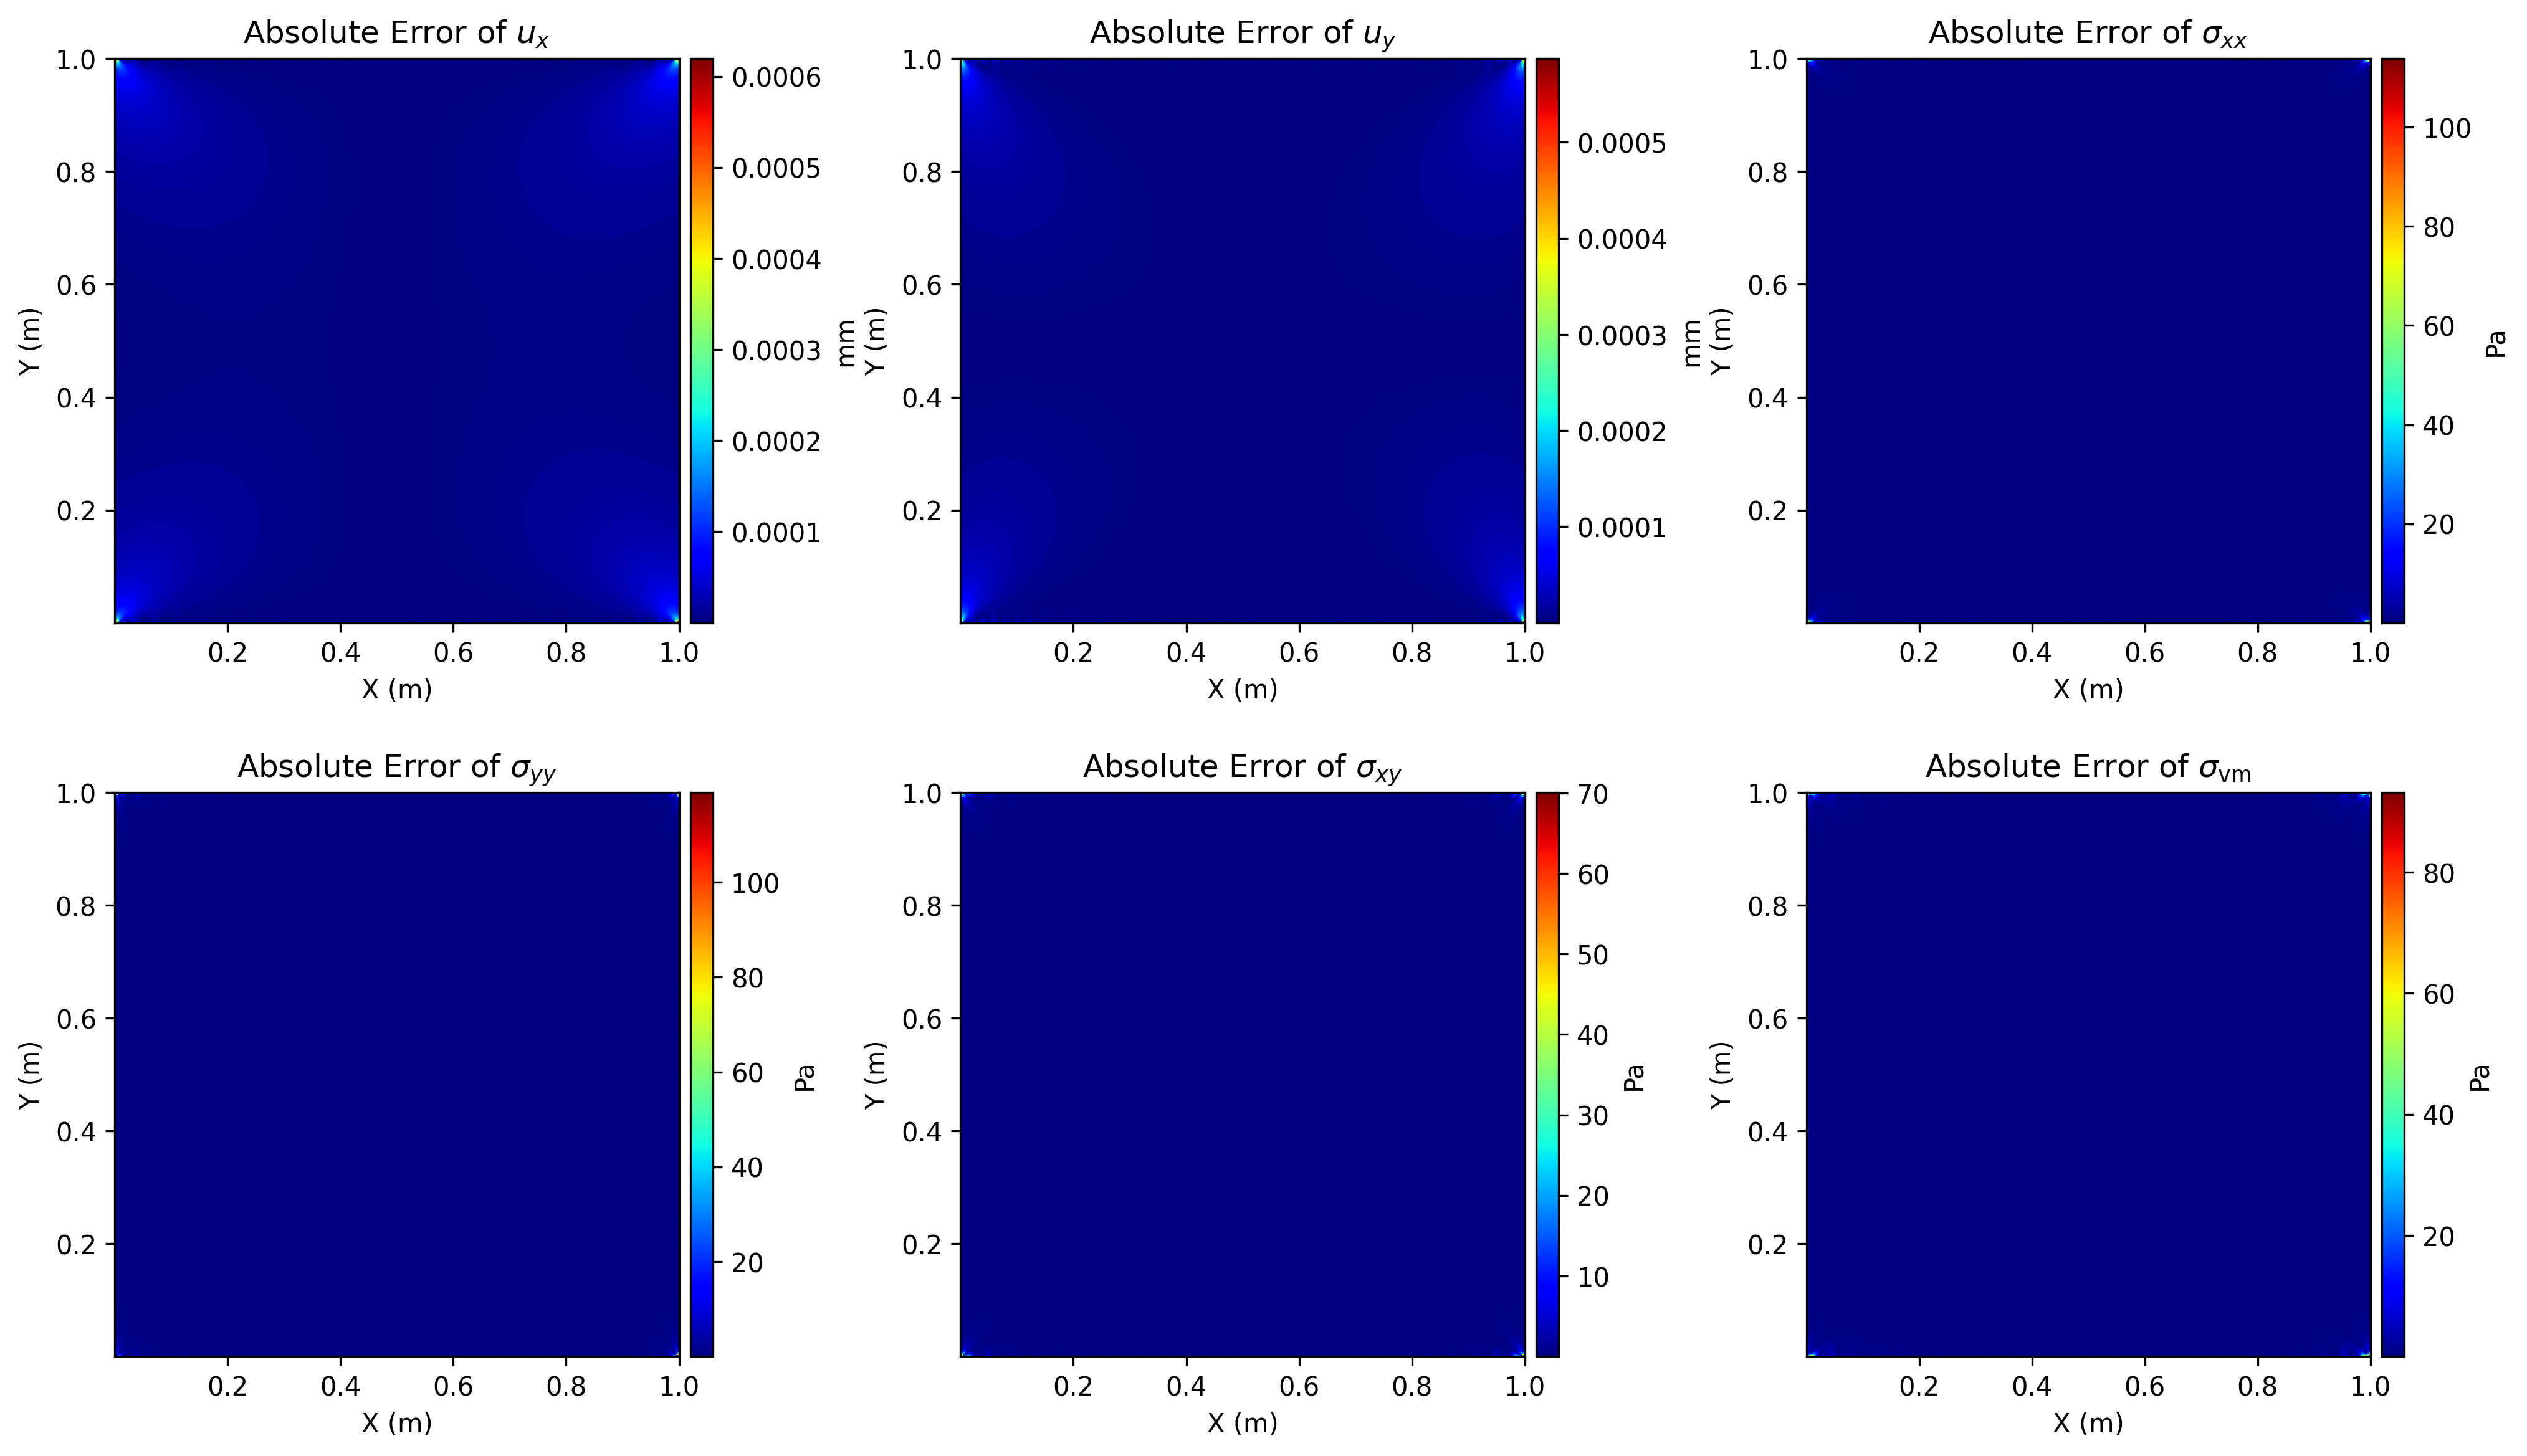 Absolute Error of u_x
1.0
0.8
0.6
0.4
0.2
Y (m)
0.2 0.4 0.6 0.8 1.0
X (m)
0.0006
0.0005
0.0004
0.0003
0.0002
0.0001
mm
Absolute Error of u_y
1.0
0.8
0.6
0.4
0.2
Y (m)
0.2 0.4 0.6 0.8 1.0
X (m)
0.0005
0.0004
0.0003
0.0002
0.0001
mm
Absolute Error of σ_xx
1.0
0.8
0.6
0.4
0.2
Y (m)
0.2 0.4 0.6 0.8 1.0
X (m)
100
80
60
40
20
Pa
Absolute Error of σ_yy
1.0
0.8
0.6
0.4
0.2
Y (m)
0.2 0.4 0.6 0.8 1.0
X (m)
100
80
60
40
20
Pa
Absolute Error of σ_xy
1.0
0.8
0.6
0.4
0.2
Y (m)
0.2 0.4 0.6 0.8 1.0
X (m)
70
60
50
40
30
20
10
Pa
Absolute Error of σ_vm
1.0
0.8
0.6
0.4
0.2
Y (m)
0.2 0.4 0.6 0.8 1.0
X (m)
80
60
40
20
Pa